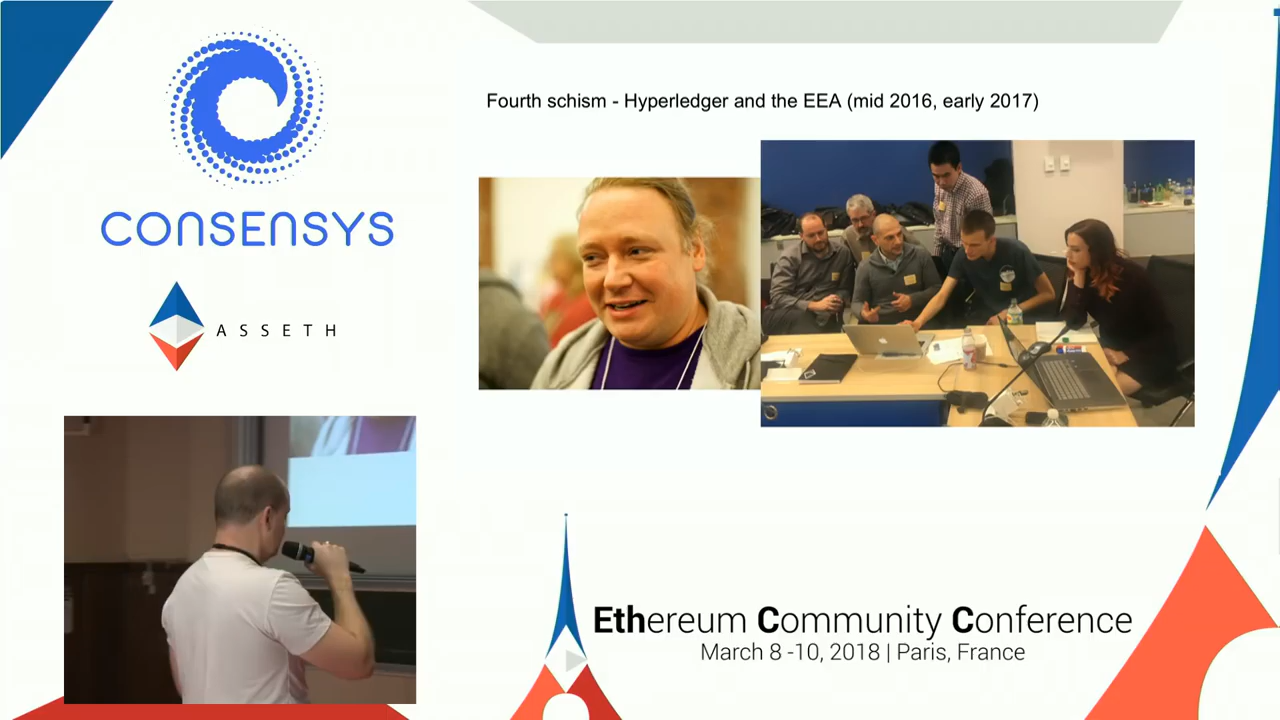 CONSENSYS
ASSETH
Fourth schism - Hyperledger and the EEA (mid 2016, early 2017)
Ethereum Community Conference
March 8 -10, 2018 | Paris, France